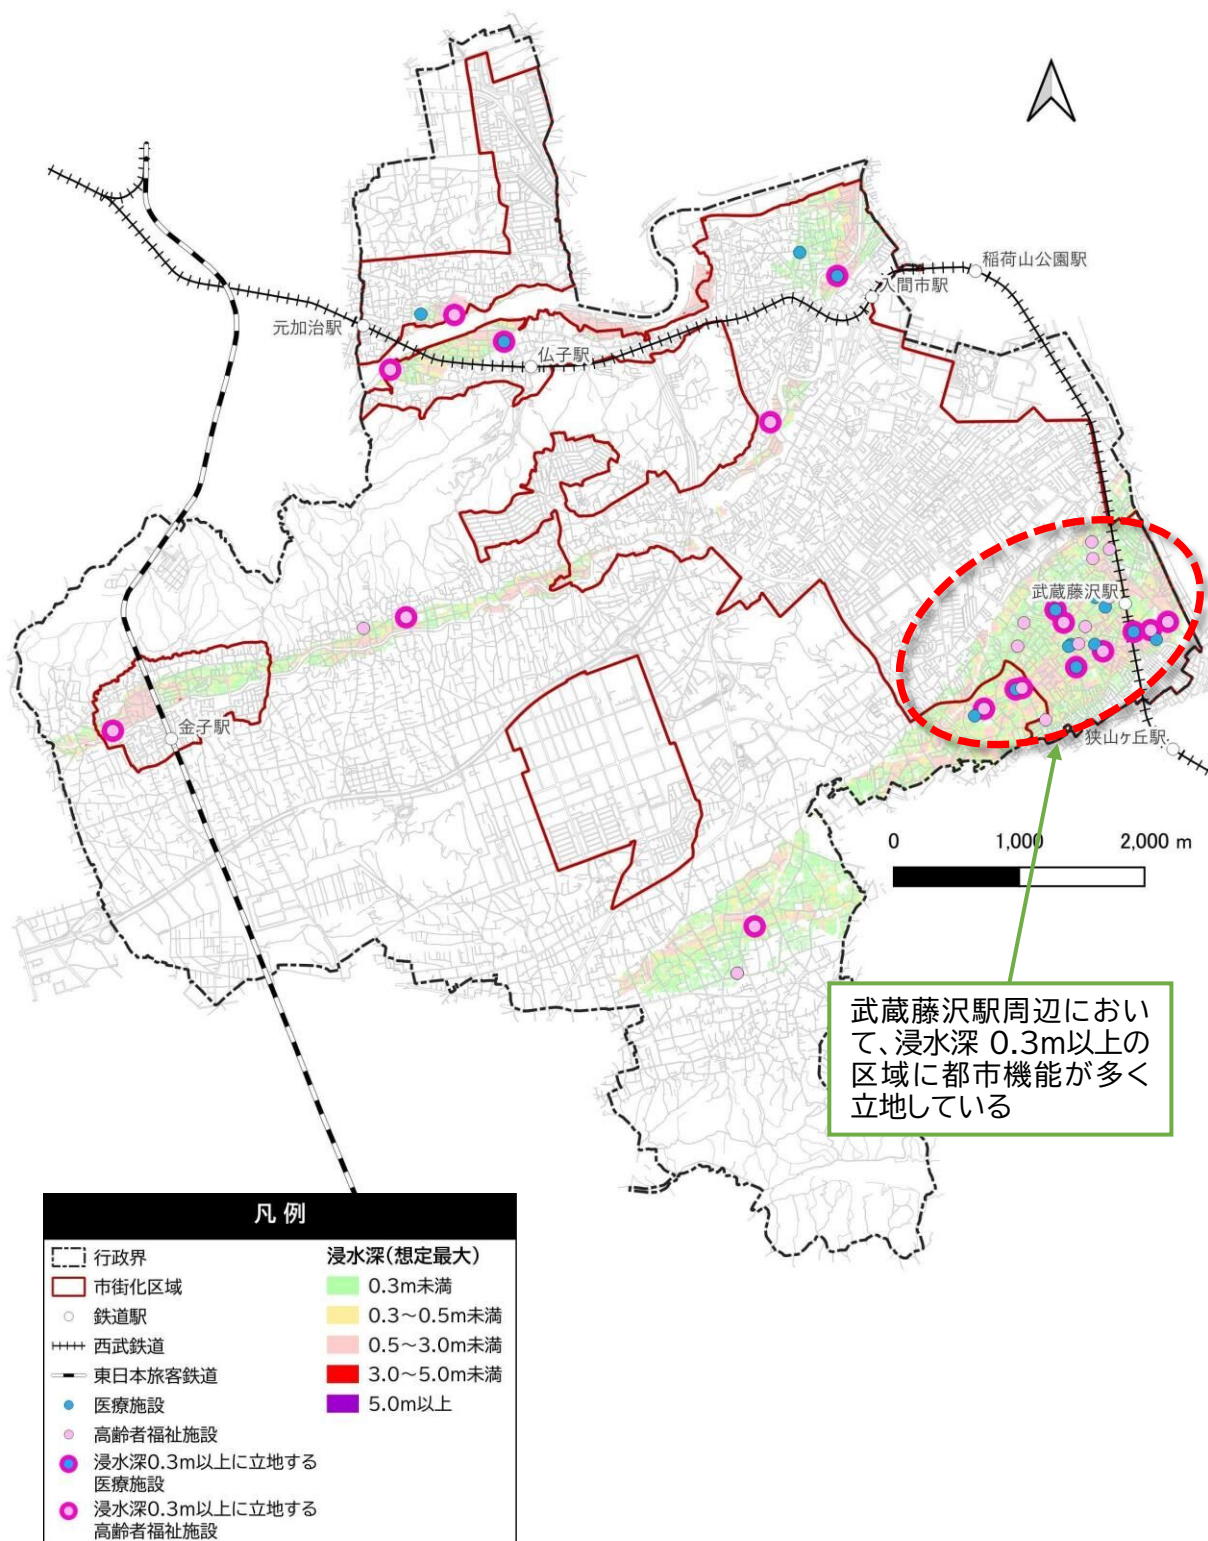 稲荷山公園駅
入間市駅
元加治駅
仏子駅
武蔵藤沢駅
金子駅
狭山ヶ丘駅
0 1,000 2,000 m
武蔵藤沢駅周辺におい
て、浸水深 0.3m以上の
区域に都市機能が多く
立地している
凡 例
行政界
市街化区域
鉄道駅
西武鉄道
東日本旅客鉄道
医療施設
高齢者福祉施設
浸水深0.3m以上に立地する
医療施設
浸水深0.3m以上に立地する
高齢者福祉施設
浸水深(想定最大)
0.3m未満
0.3～0.5m未満
0.5～3.0m未満
3.0～5.0m未満
5.0m以上